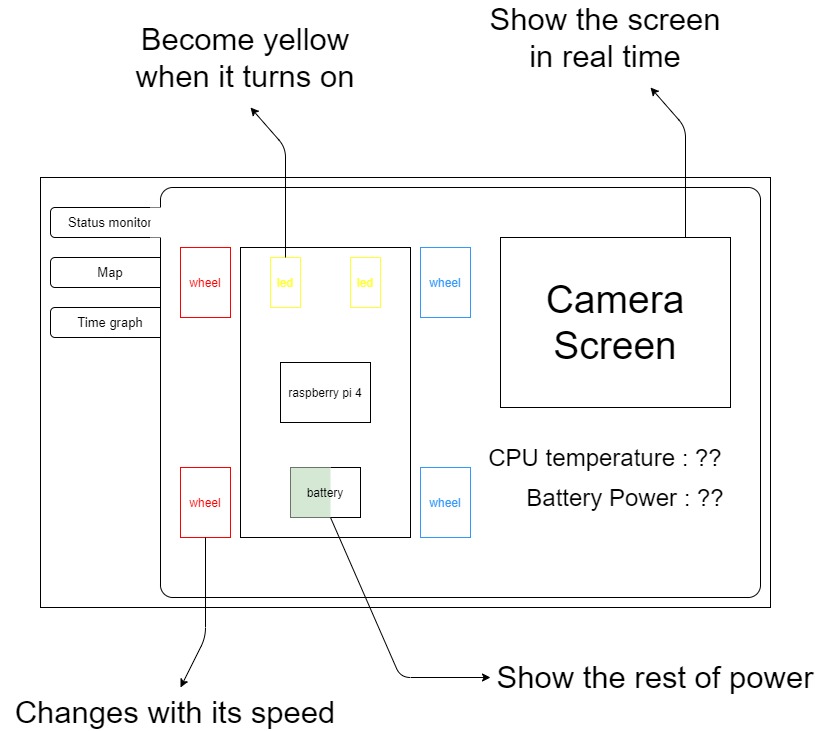 Become yellow
when it turns on
Show the screen
in real time
Status monitor
Map
Time graph
wheel
led
led
wheel
Camera
Screen
raspberry pi 4
CPU temperature : ??
Battery Power : ??
wheel
battery
wheel
Show the rest of power
Changes with its speed